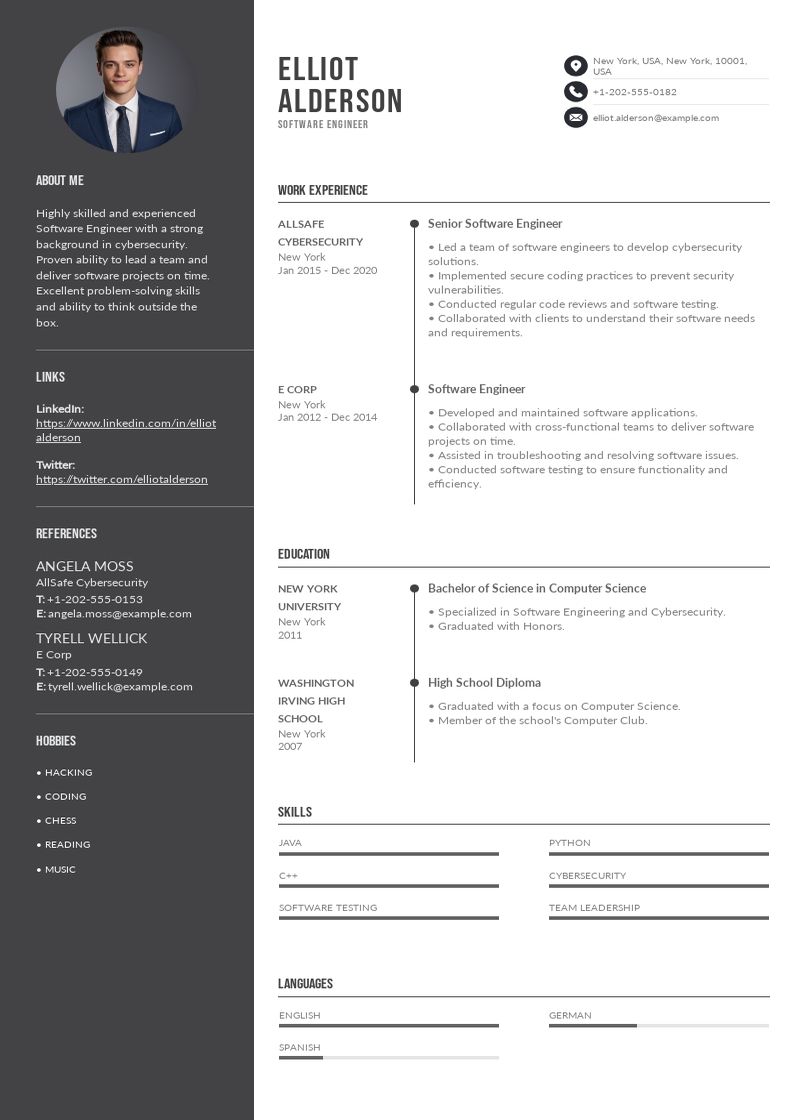 ELLIOT
ALDERSON
SOFTWARE ENGINEER
New York, USA, New York, 10001,
USA
+1-202-555-0182
elliot.alderson@example.com
ABOUT ME
Highly skilled and experienced
Software Engineer with a strong
background in cybersecurity.
Proven ability to lead a team and
deliver software projects on time.
Excellent problem-solving skills
and ability to think outside the
box.
LINKS
LinkedIn:
https://www.linkedin.com/in/elliot
alderson
Twitter:
https://twitter.com/elliotalderson
REFERENCES
ANGELA MOSS
AllSafe Cybersecurity
T: +1-202-555-0153
E: angela.moss@example.com
TYRELL WELLICK
E Corp
T: +1-202-555-0149
E: tyrell.wellick@example.com
HOBBIES
• HACKING
• CODING
• CHESS
• READING
• MUSIC
WORK EXPERIENCE
ALLSAFE
CYBERSECURITY
New York
Jan 2015 - Dec 2020
Senior Software Engineer
• Led a team of software engineers to develop cybersecurity
solutions.
• Implemented secure coding practices to prevent security
vulnerabilities.
• Conducted regular code reviews and software testing.
• Collaborated with clients to understand their software needs
and requirements.
E CORP
New York
Jan 2012 - Dec 2014
Software Engineer
• Developed and maintained software applications.
• Collaborated with cross-functional teams to deliver software
projects on time.
• Assisted in troubleshooting and resolving software issues.
• Conducted software testing to ensure functionality and
efficiency.
EDUCATION
NEW YORK
UNIVERSITY
New York
2011
Bachelor of Science in Computer Science
• Specialized in Software Engineering and Cybersecurity.
• Graduated with Honors.
WASHINGTON
IRVING HIGH
SCHOOL
New York
2007
High School Diploma
• Graduated with a focus on Computer Science.
• Member of the school's Computer Club.
SKILLS
JAVA
PYTHON
C++
CYBERSECURITY
SOFTWARE TESTING
TEAM LEADERSHIP
LANGUAGES
ENGLISH
GERMAN
SPANISH